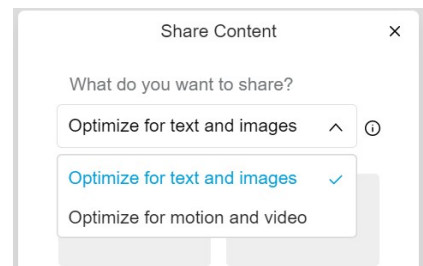 Share Content
What do you want to share?
Optimize for text and images
Optimize for text and images
Optimize for motion and video